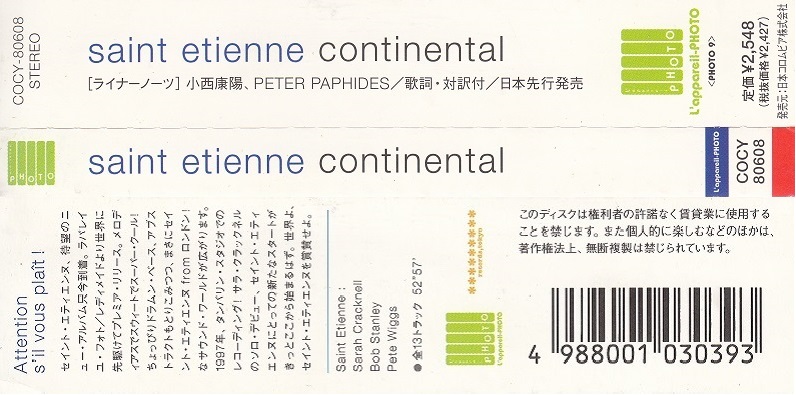 COCY-80608
STEREO
saint etienne continental
[ライナーノーツ] 小西康陽、PETER PAPHIDES／歌詞・対訳付／日本先行発売
PHOTO
L'appareil-PHOTO
<PHOTO 9>
定価¥2,548
(税抜価格¥2,427)
発売元:日本コロムビア株式会社
PHOTO
saint etienne continental
L'appareil-PHOTO
COCY
80608
Attention
s'il vous plaît !
セイント・エティエンヌ、待望のニ
ュー・アルバム只今到着。ラパレイ
ユ・フォト/レディメイドより世界に
先駆けてプレミア・リリース。メロデ
ィアスでスウィートでスーパー・クール!
ちょっぴりドラムン・ベース、アブス
トラクトもとりこみつつ、まさにセイ
ント・エティエンヌ from ロンドン!
なサウンド・ワールドが広がります。
1997年、タンバリン・スタジオでの
レコーディング! サラ・クラックネル
のソロ・デビュー、セイント・エティ
エンヌにとっての新たなスタートが
きっとここから始まるはず。世界よ、
セイント・エティエンヌを賞賛せよ。
Saint Etienne :
Sarah Cracknell
Bob Stanley
Pete Wiggs
●全13トラック 52"57'
********
records,tokyo
PHOTO
L'appareil-PHOTO
このディスクは権利者の許諾なく賃貸業に使用する
ことを禁じます。また個人的に楽しむなどのほかは、
著作権法上、無断複製は禁じられています。
4 988001 030393